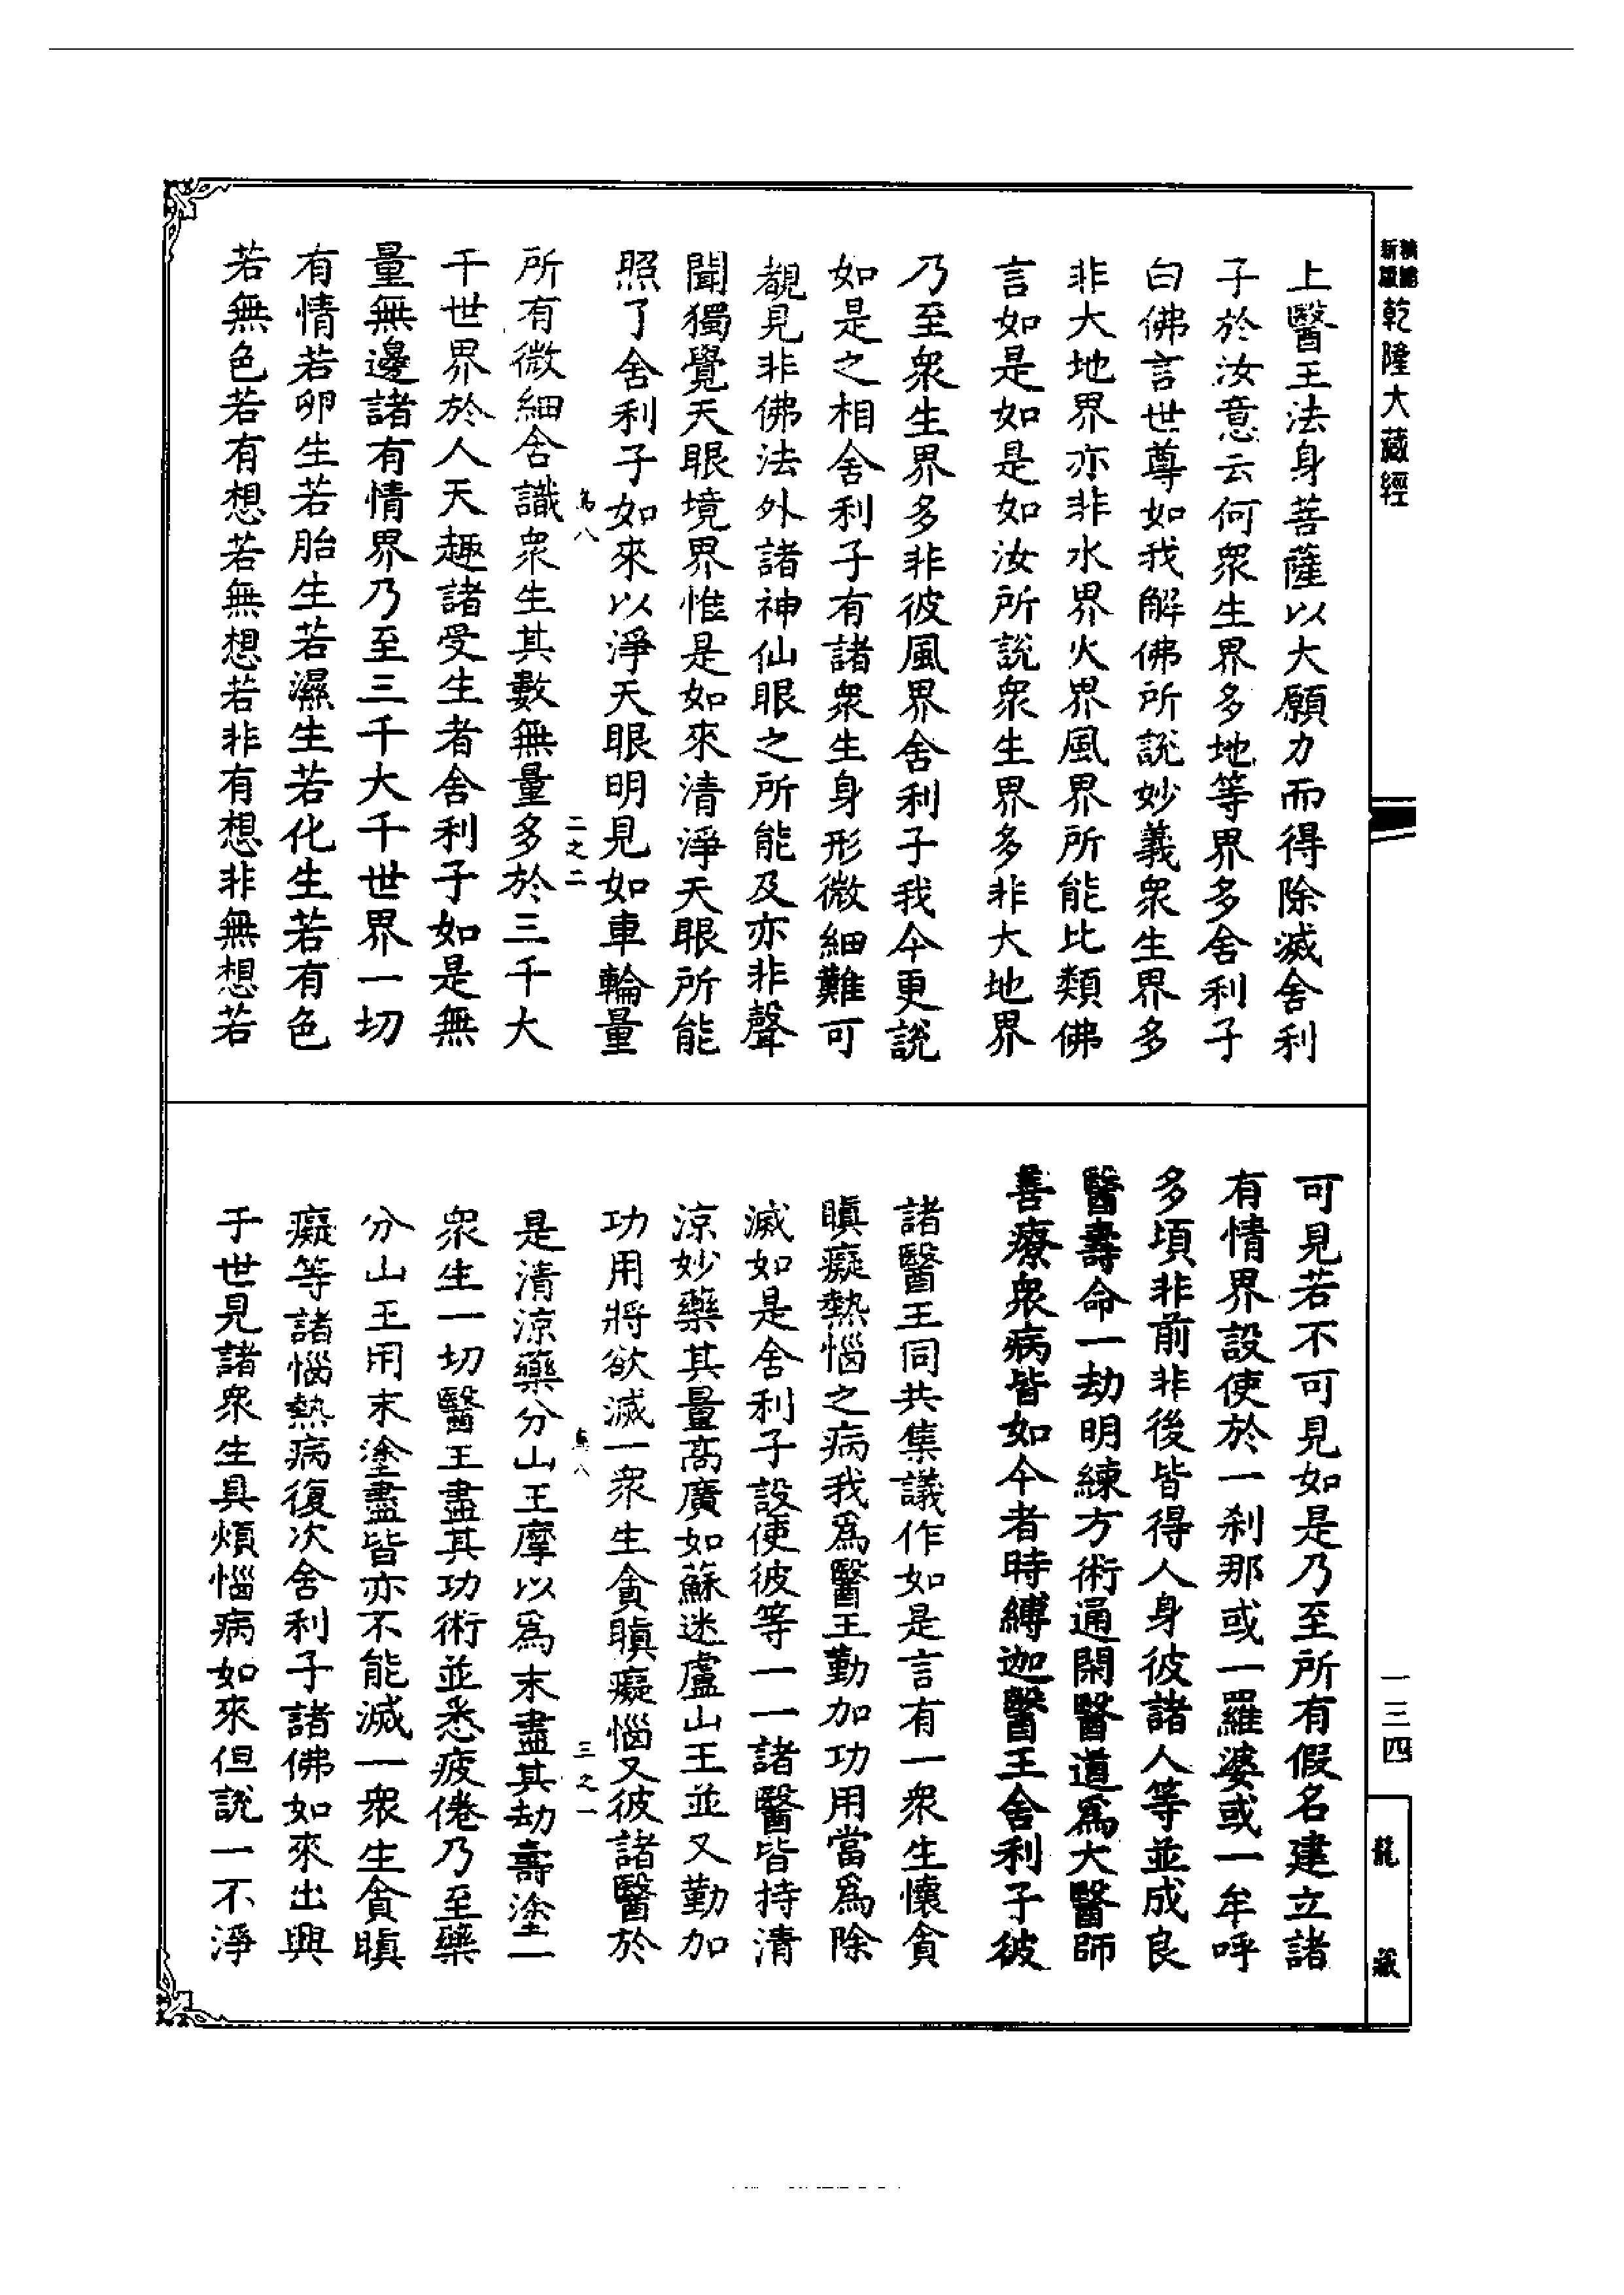 乾隆大藏經
上醫王法身菩薩以大願力而得除滅舍利
子於汝意云何衆生界多地等界多舍利子
白佛言世尊如我解佛所說妙義衆生界多
非大地界亦非水界火界風界所能比類佛
言如是如是如汝所說衆生界多非大地界
乃至衆生界多非彼風界舍利子我今更說
如是之相舍利子有諸衆生身形微細難可
覩見非佛法外諸神仙眼之所能及亦非聲
聞獨覺天眼境界惟是如來清淨天眼所能
照了舍利子如來以淨天眼明見如車輪量
二之二
所有微細含識衆生其數無量多於三千大
千世界於人天趣諸受生者舍利子如是無
量無邊諸有情界乃至三千大千世界一切
有情若卵生若胎生若濕生若化生若有色
若無色若有想若無想若非有想非無想若
可見若不可見如是乃至所有假名建立諸
有情界設使於一刹那或一羅婆或一牟呼
多頃非前非後皆得人身彼諸人等並成良
醫壽命一劫明練方術通閑醫道爲大醫師
善療衆病皆如今者時縛迦醫王舍利子彼
諸醫王同共集議作如是言有一衆生懷貪
瞋癡熱惱之病我爲醫王勤加功用當爲除
滅如是舍利子設使彼等一一諸醫皆持清
涼妙藥其量高廣如蘇迷盧山王並又勤加
功用將欲滅一衆生貪瞋癡惱又彼諸醫於
三之一
是清涼藥分山王摩以爲末盡其劫壽塗一
衆生一切醫王盡其功術並悉疲倦乃至藥
分山王用末塗盡皆亦不能滅一衆生貪瞋
癡等諸惱熱病復次舍利子諸佛如來出興
于世見諸衆生具煩惱病如來但說一不淨
一三四
龍藏